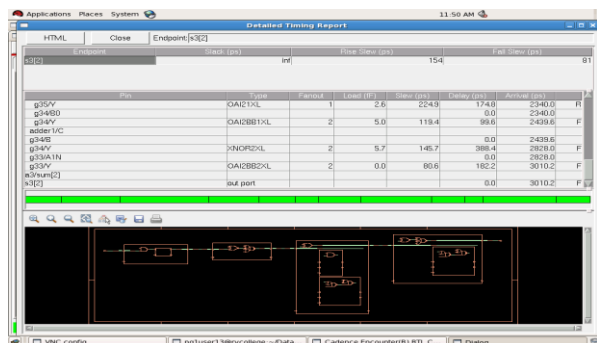 Applications Places System 11:50 AM
Detailed Timing Report
HTML Close Endpoint: s3[2]
Endpoint Slack (ps) Rise Slew (ps) Fall Slew (ps)
s3[2] inf 154 81
Pin Type Fanout Load (fF) Slew (ps) Delay (ps) Arrival (ps)
g35/Y OAI21XL 1 2.6 224.9 174.8 2340.0 R
g34/B0 0.0 2340.0
g34/Y OAI2BB1XL 2 5.0 119.4 99.6 2439.6 F
adder1/C
g34/B 0.0 2439.6
g34/Y XNOR2XL 2 5.7 145.7 388.4 2828.0 F
g33/A1N 0.0 2828.0
g33/Y OAI2BB2XL 2 0.0 80.6 182.2 3010.2 F
a3/sum[2]
s3[2] out port 0.0 3010.2 F
VNC config pg1user13@nxcollege:~/Data Cadence Encounter(R) RTL C... Dialog